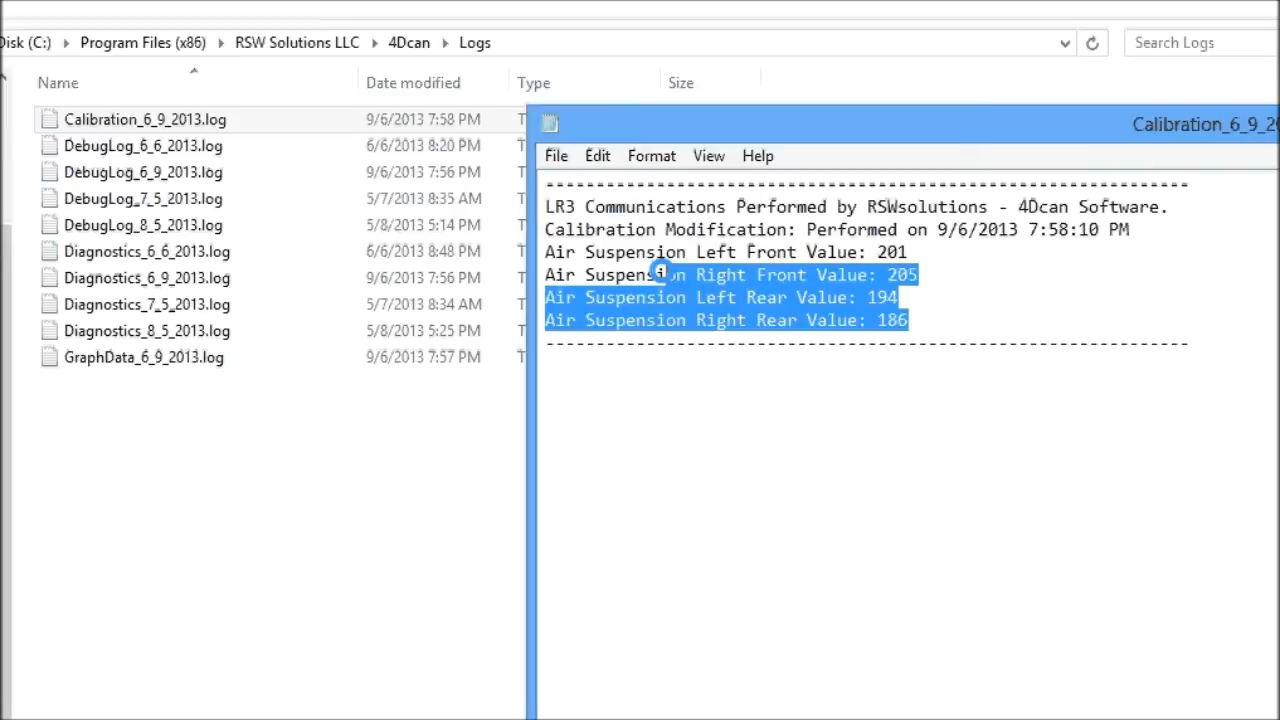 Disk (C:) Program Files (x86) RSW Solutions LLC 4Dcan Logs
Search Logs
Name Date modified Type Size
Calibration_6_9_2013.log 9/6/2013 7:58 PM T
DebugLog_6_6_2013.log 6/6/2013 8:20 PM T
DebugLog_6_9_2013.log 9/6/2013 7:56 PM T
DebugLog_7_5_2013.log 5/7/2013 8:35 AM T
DebugLog_8_5_2013.log 5/8/2013 5:14 PM T
Diagnostics_6_6_2013.log 6/6/2013 8:48 PM T
Diagnostics_6_9_2013.log 9/6/2013 7:56 PM T
Diagnostics_7_5_2013.log 5/7/2013 8:34 AM T
Diagnostics_8_5_2013.log 5/8/2013 5:25 PM T
GraphData_6_9_2013.log 9/6/2013 7:57 PM T
Calibration_6_9_20
File Edit Format View Help
----------------------------------------------------------------
LR3 Communications Performed by RSWsolutions - 4Dcan Software.
Calibration Modification: Performed on 9/6/2013 7:58:10 PM
Air Suspension Left Front Value: 201
Air Suspension Right Front Value: 205
Air Suspension Left Rear Value: 194
Air Suspension Right Rear Value: 186
----------------------------------------------------------------